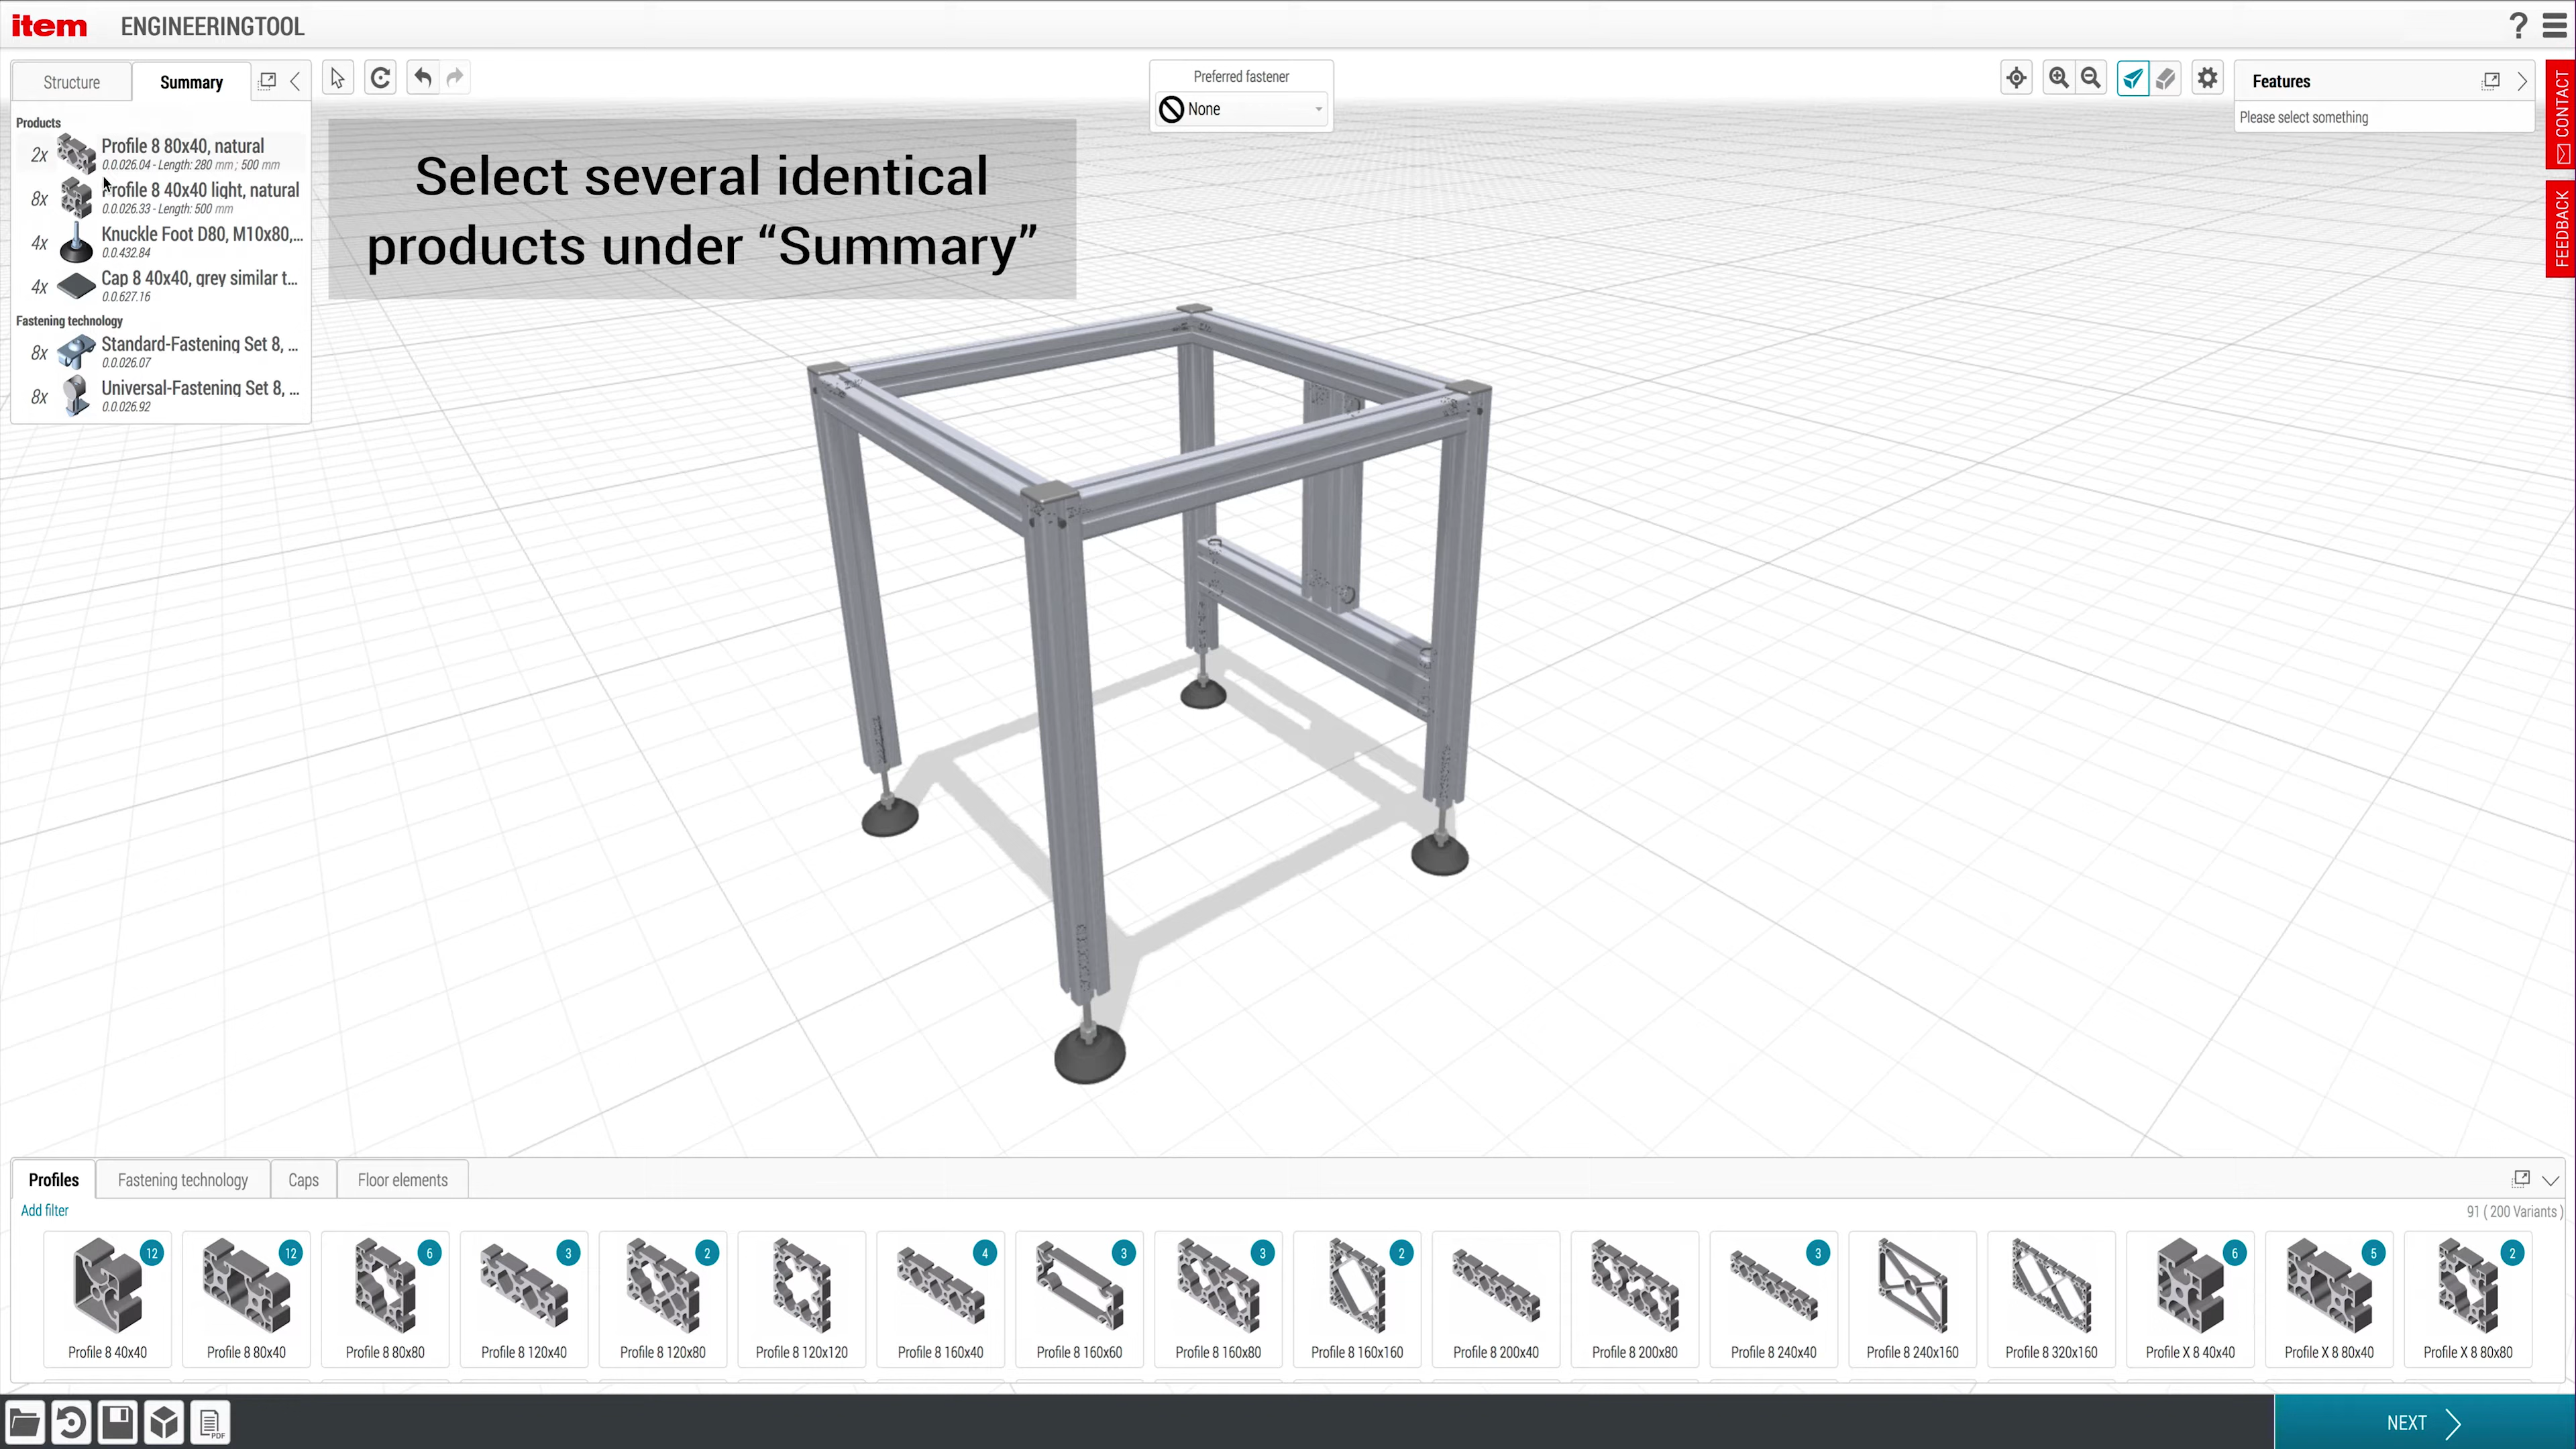 item ENGINEERINGTOOL
?
Structure
Summary
Preferred fastener
None
Features
Please select something
CONTACT
FEEDBACK
Products
2x Profile 8 80x40, natural
0.0.026.04 - Length: 280 mm ; 500 mm
8x Profile 8 40x40 light, natural
0.0.026.33 - Length: 500 mm
4x Knuckle Foot D80, M10x80,...
0.0.432.84
4x Cap 8 40x40, grey similar t...
0.0.627.16
Fastening technology
8x Standard-Fastening Set 8, ...
0.0.026.07
8x Universal-Fastening Set 8, ...
0.0.026.92
Select several identical
products under “Summary”
Profiles
Fastening technology
Caps
Floor elements
Add filter
91 ( 200 Variants )
12
12
6
3
2
4
3
3
2
3
6
5
2
Profile 8 40x40
Profile 8 80x40
Profile 8 80x80
Profile 8 120x40
Profile 8 120x80
Profile 8 120x120
Profile 8 160x40
Profile 8 160x60
Profile 8 160x80
Profile 8 160x160
Profile 8 200x40
Profile 8 200x80
Profile 8 240x40
Profile 8 240x160
Profile 8 320x160
Profile X 8 40x40
Profile X 8 80x40
Profile X 8 80x80
PDF
NEXT